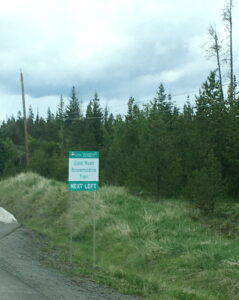 Gold Rush
Snowmobile
Trail
NEXT LEFT